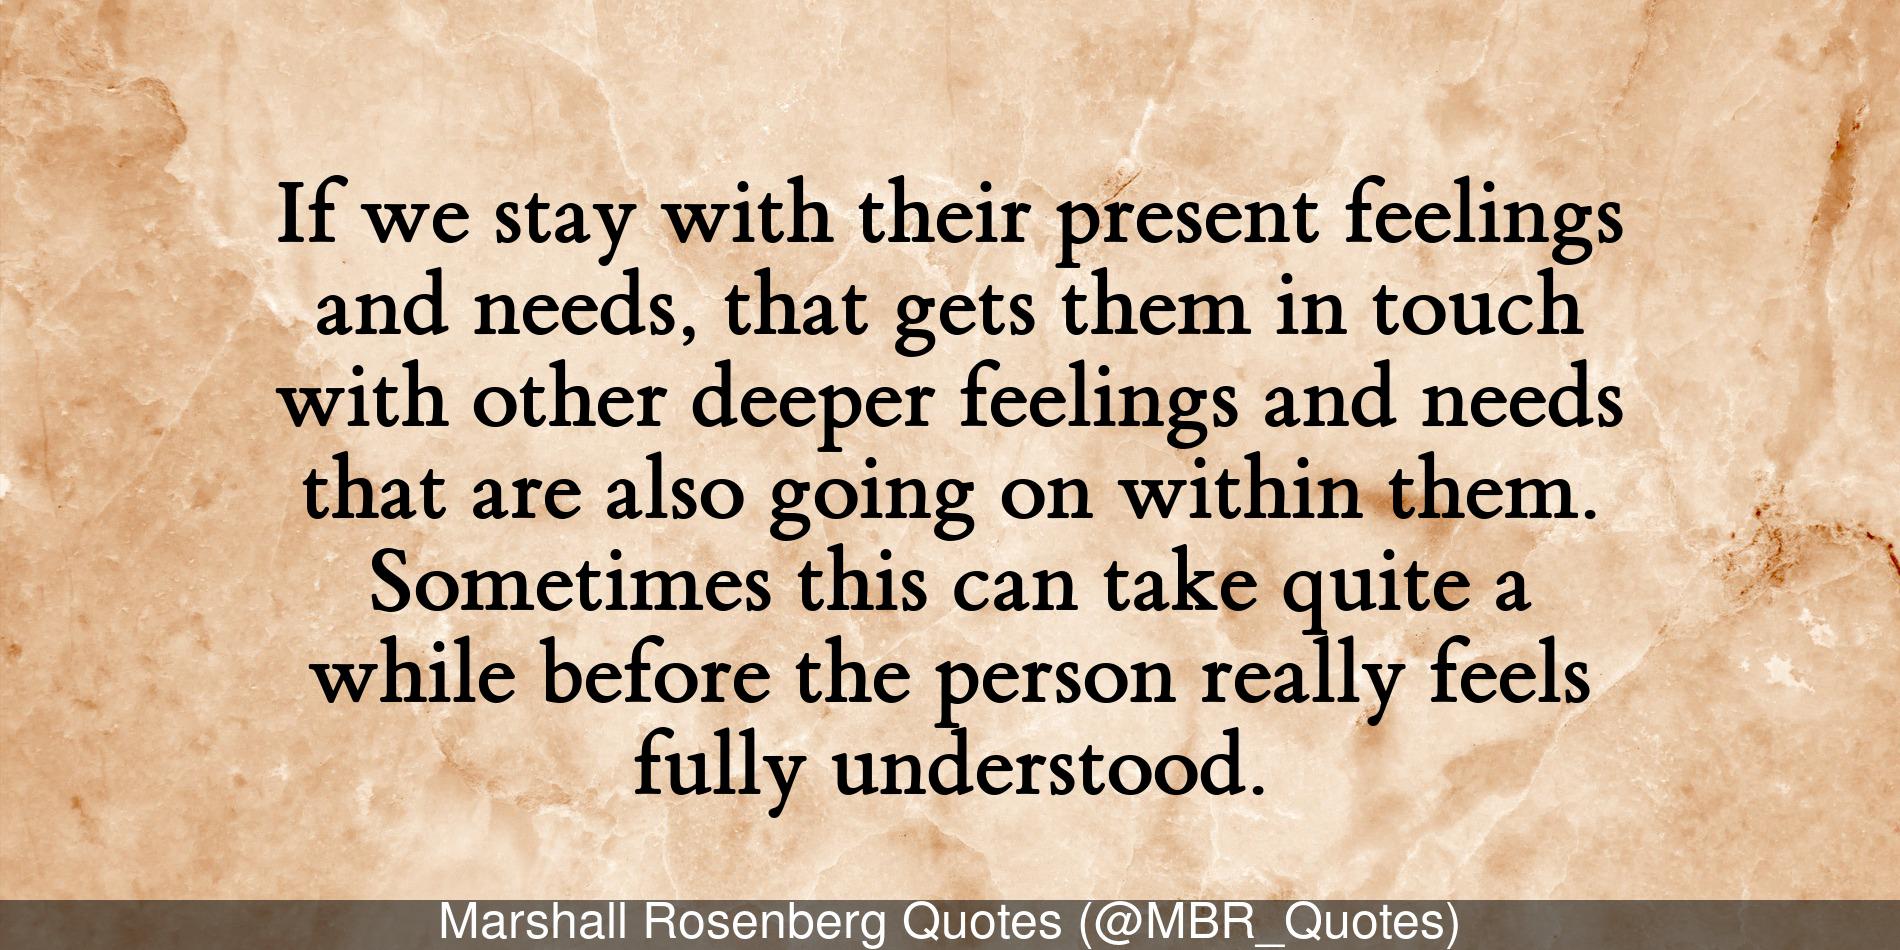 If we stay with their present feelings
and needs, that gets them in touch
with other deeper feelings and needs
that are also going on within them.
Sometimes this can take quite a
while before the person really feels
fully understood.
Marshall Rosenberg Quotes (@MBR_Quotes)